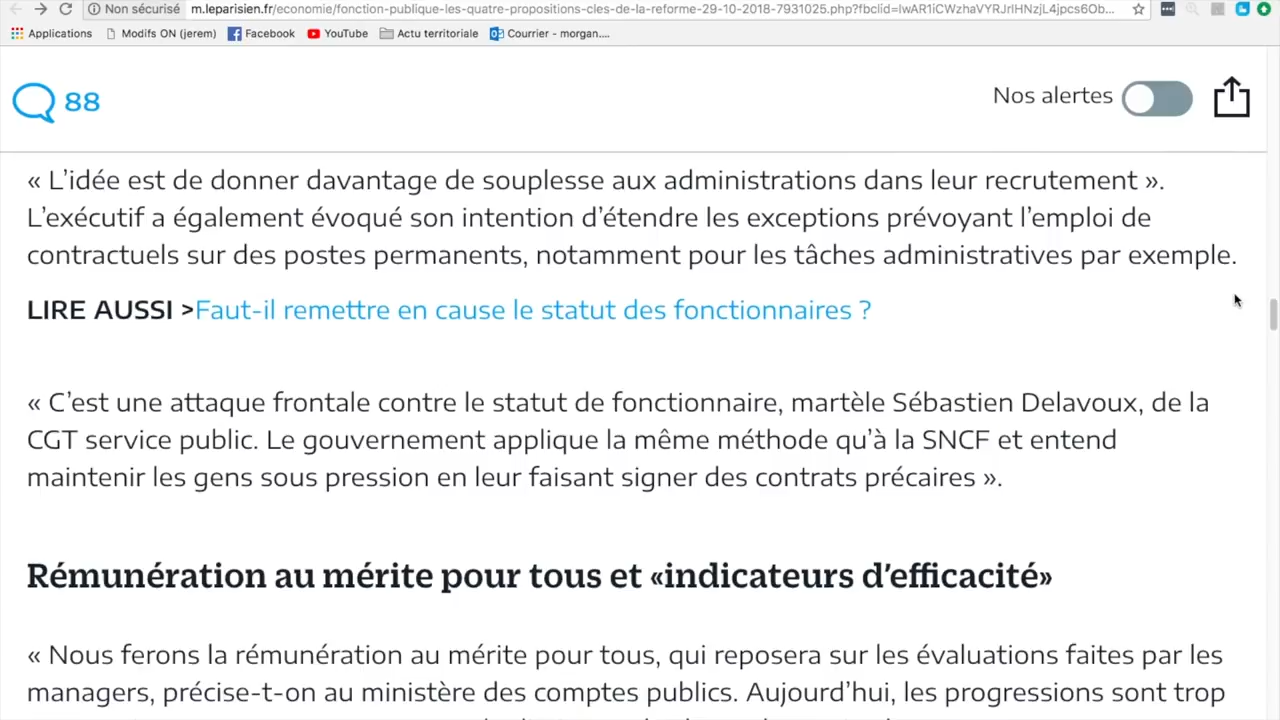 Non sécurisé
m.leparisien.fr/economie/fonction-publique-les-quatre-propositions-cles-de-la-reforme-29-10-2018-7931025.php?fbclid=IwAR1iCWzhaVYRJrIHNzjL4jpcs6Ob...
Applications
Modifs ON (jerem)
Facebook
YouTube
Actu territoriale
Courrier - morgan....
88
Nos alertes
« L’idée est de donner davantage de souplesse aux administrations dans leur recrutement ».
L’exécutif a également évoqué son intention d’étendre les exceptions prévoyant l’emploi de
contractuels sur des postes permanents, notamment pour les tâches administratives par exemple.
LIRE AUSSI >Faut-il remettre en cause le statut des fonctionnaires ?
« C’est une attaque frontale contre le statut de fonctionnaire, martèle Sébastien Delavoux, de la
CGT service public. Le gouvernement applique la même méthode qu’à la SNCF et entend
maintenir les gens sous pression en leur faisant signer des contrats précaires ».
Rémunération au mérite pour tous et «indicateurs d’efficacité»
« Nous ferons la rémunération au mérite pour tous, qui reposera sur les évaluations faites par les
managers, précise-t-on au ministère des comptes publics. Aujourd’hui, les progressions sont trop